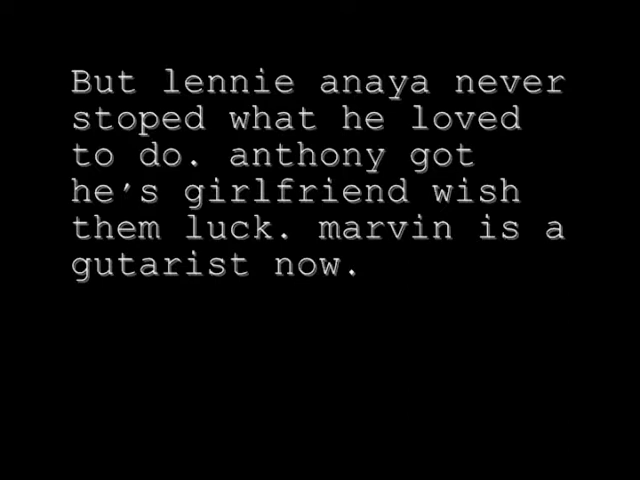 But lennie anaya never
stoped what he loved
to do. anthony got
he's girlfriend wish
them luck. marvin is a
gutarist now.